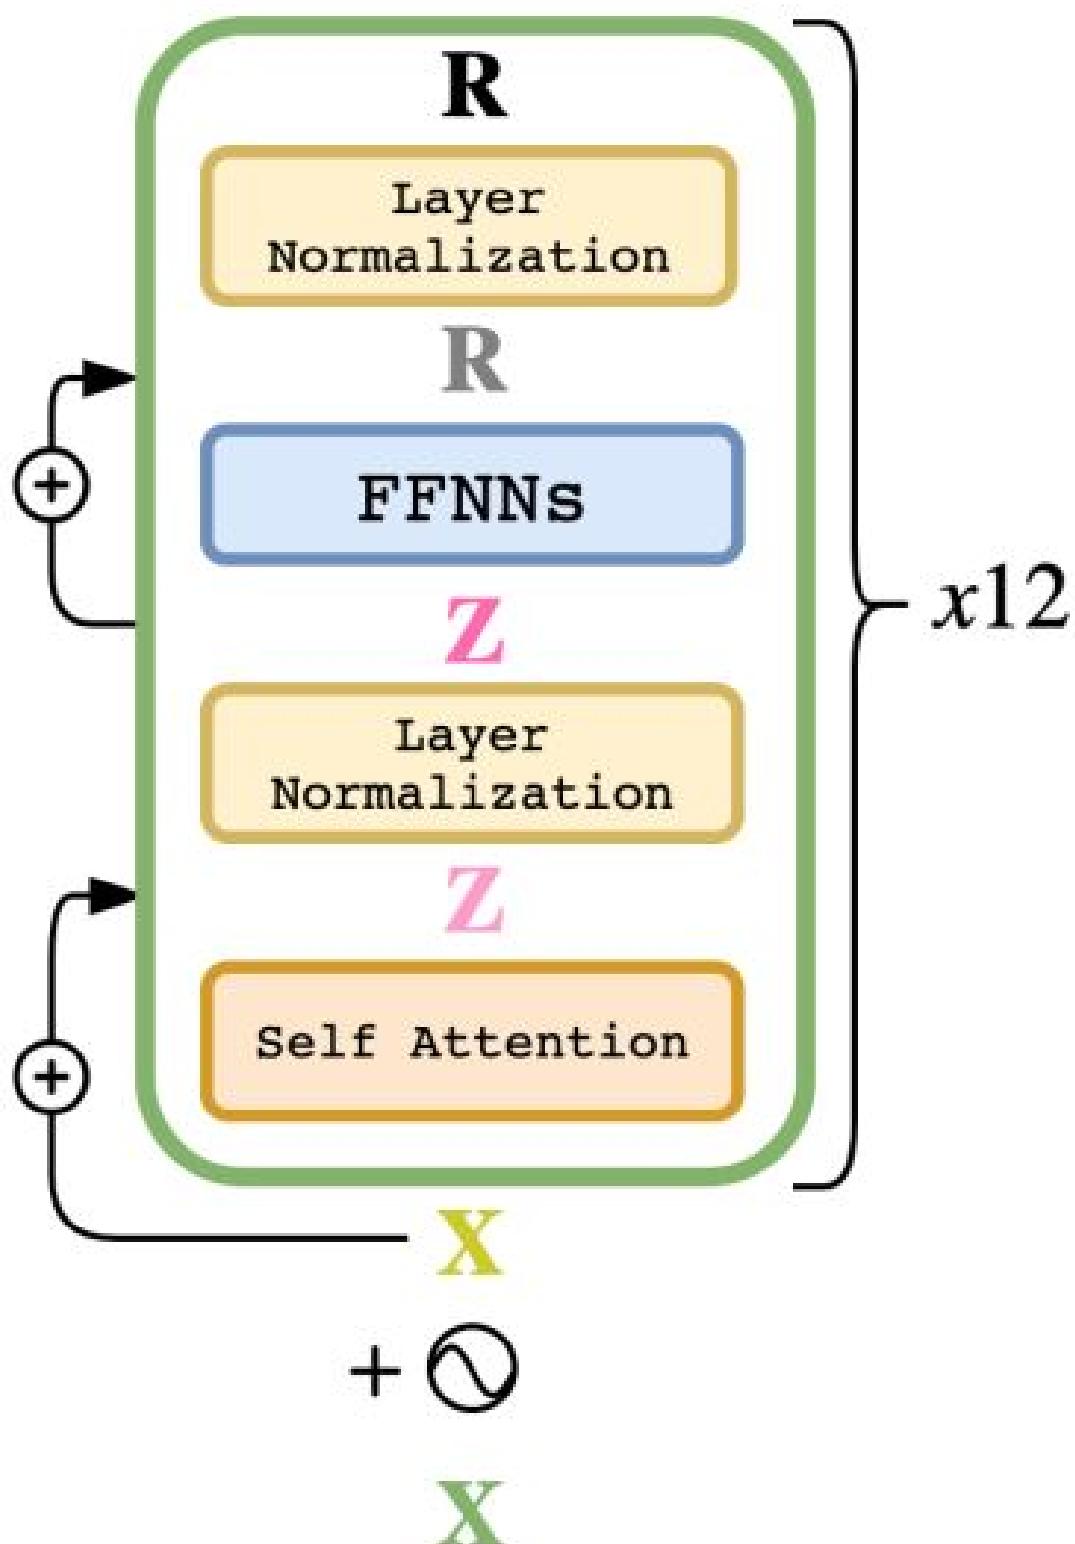 R
Layer
Normalization
R
FFNNs
Z
Layer
Normalization
Z
Self Attention
x12
X
+
X